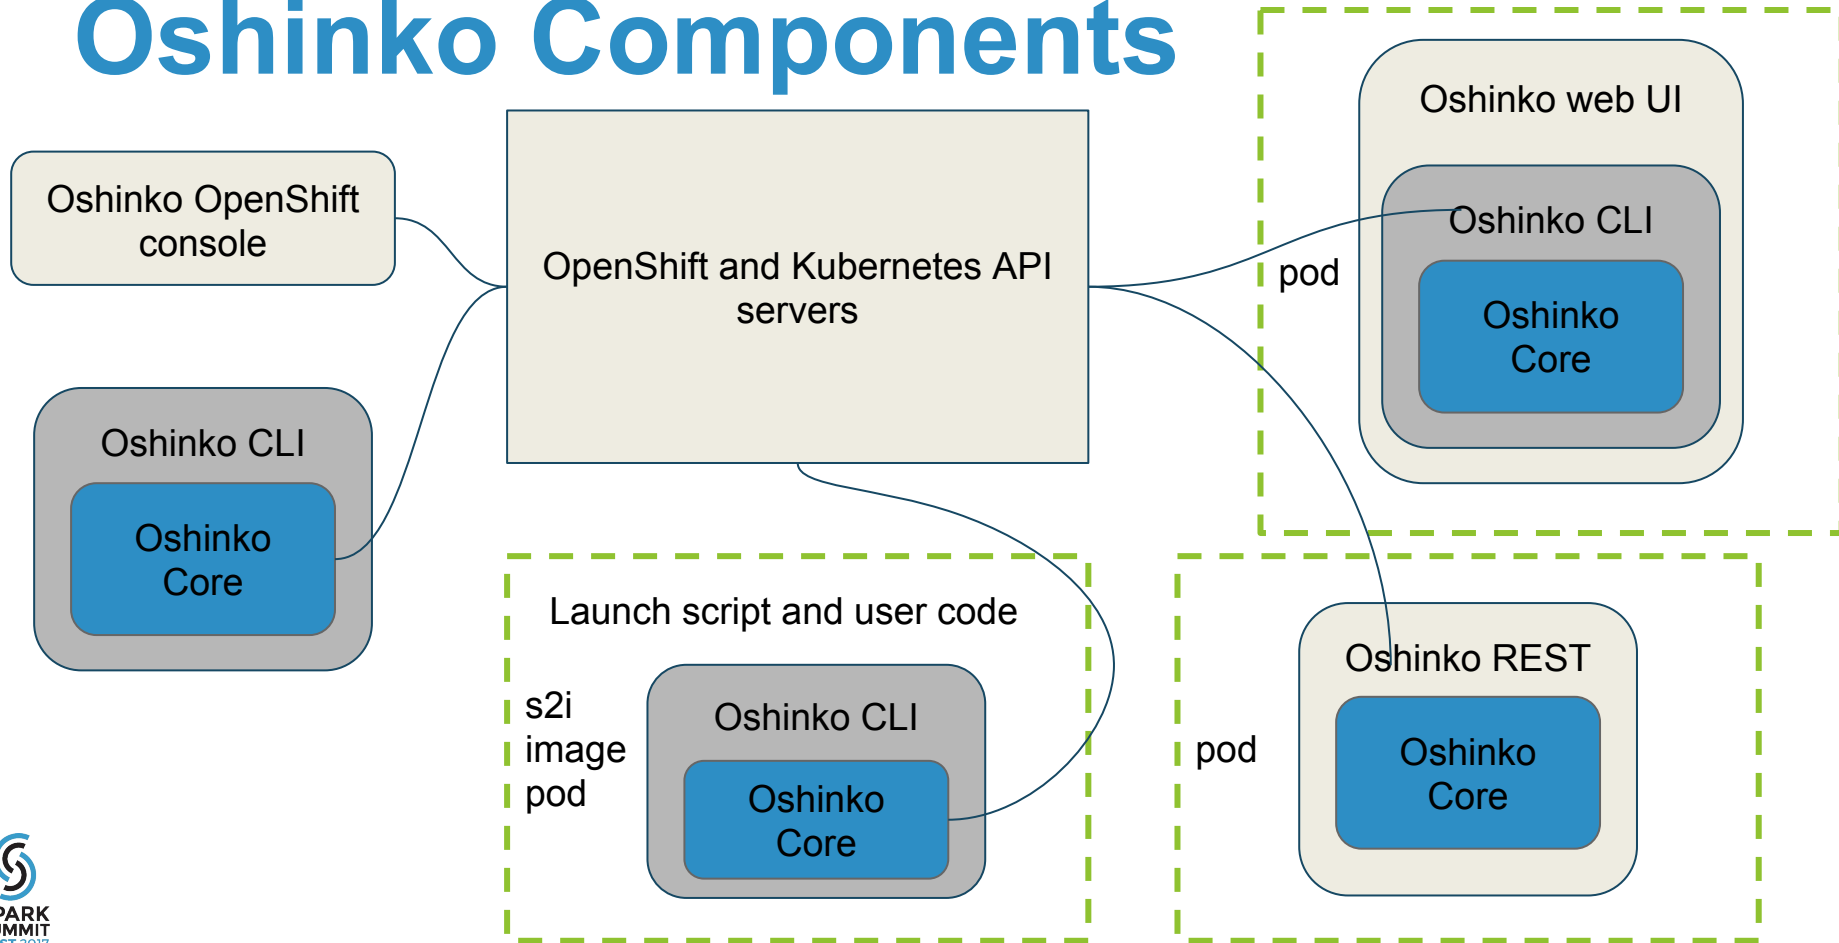 Oshinko Components
Oshinko OpenShift
console
OpenShift and Kubernetes API
servers
Oshinko web UI
Oshinko CLI
pod
Oshinko
Core
Oshinko CLI
Oshinko
Core
Launch script and user code
s2i
image
pod
Oshinko CLI
Oshinko
Core
Oshinko REST
pod
Oshinko
Core
PARK
MMIT
ST 2017